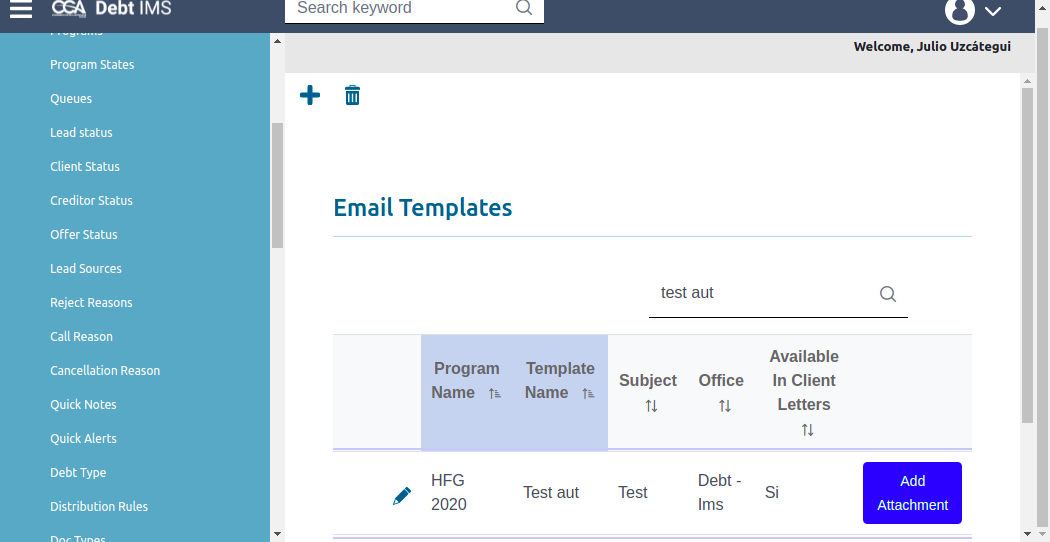 CGA Debt IMS
Search keyword
Welcome, Julio Uzcátegui
Programs
Program States
Queues
Lead status
Client Status
Creditor Status
Offer Status
Lead Sources
Reject Reasons
Call Reason
Cancellation Reason
Quick Notes
Quick Alerts
Debt Type
Distribution Rules
Doc Types
Email Templates
test aut
Program Name
Template Name
Subject
Office
Available In Client Letters
HFG 2020
Test aut
Test
Debt - Ims
Si
Add Attachment